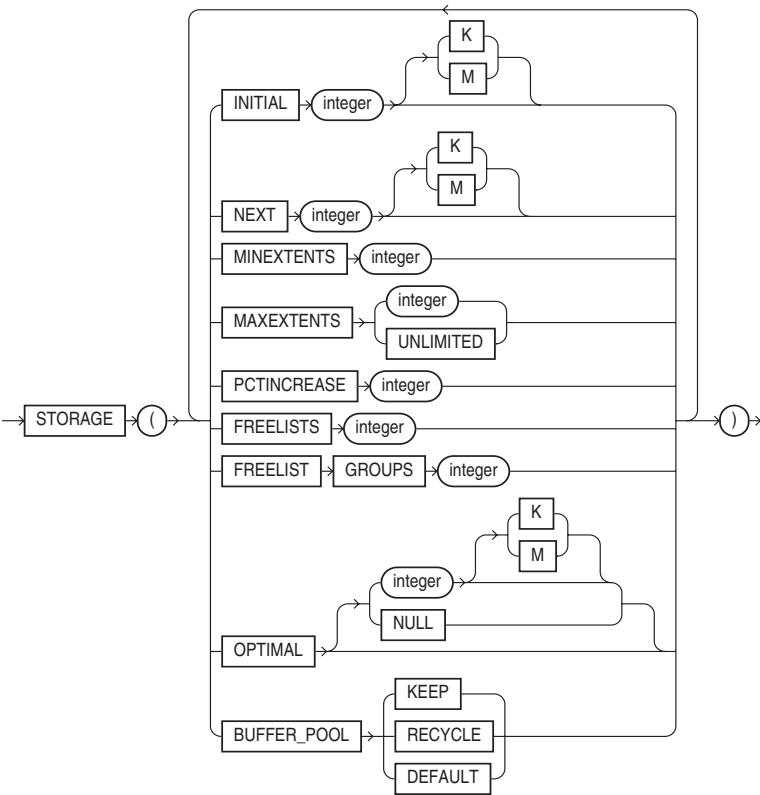 K
M
INITIAL integer
K
M
NEXT integer
MINEXTENTS integer
integer
MAXEXTENTS
UNLIMITED
PCTINCREASE integer
STORAGE ( FREELISTS integer )
FREELIST GROUPS integer
K
M
integer
NULL
OPTIMAL
KEEP
BUFFER_POOL RECYCLE
DEFAULT